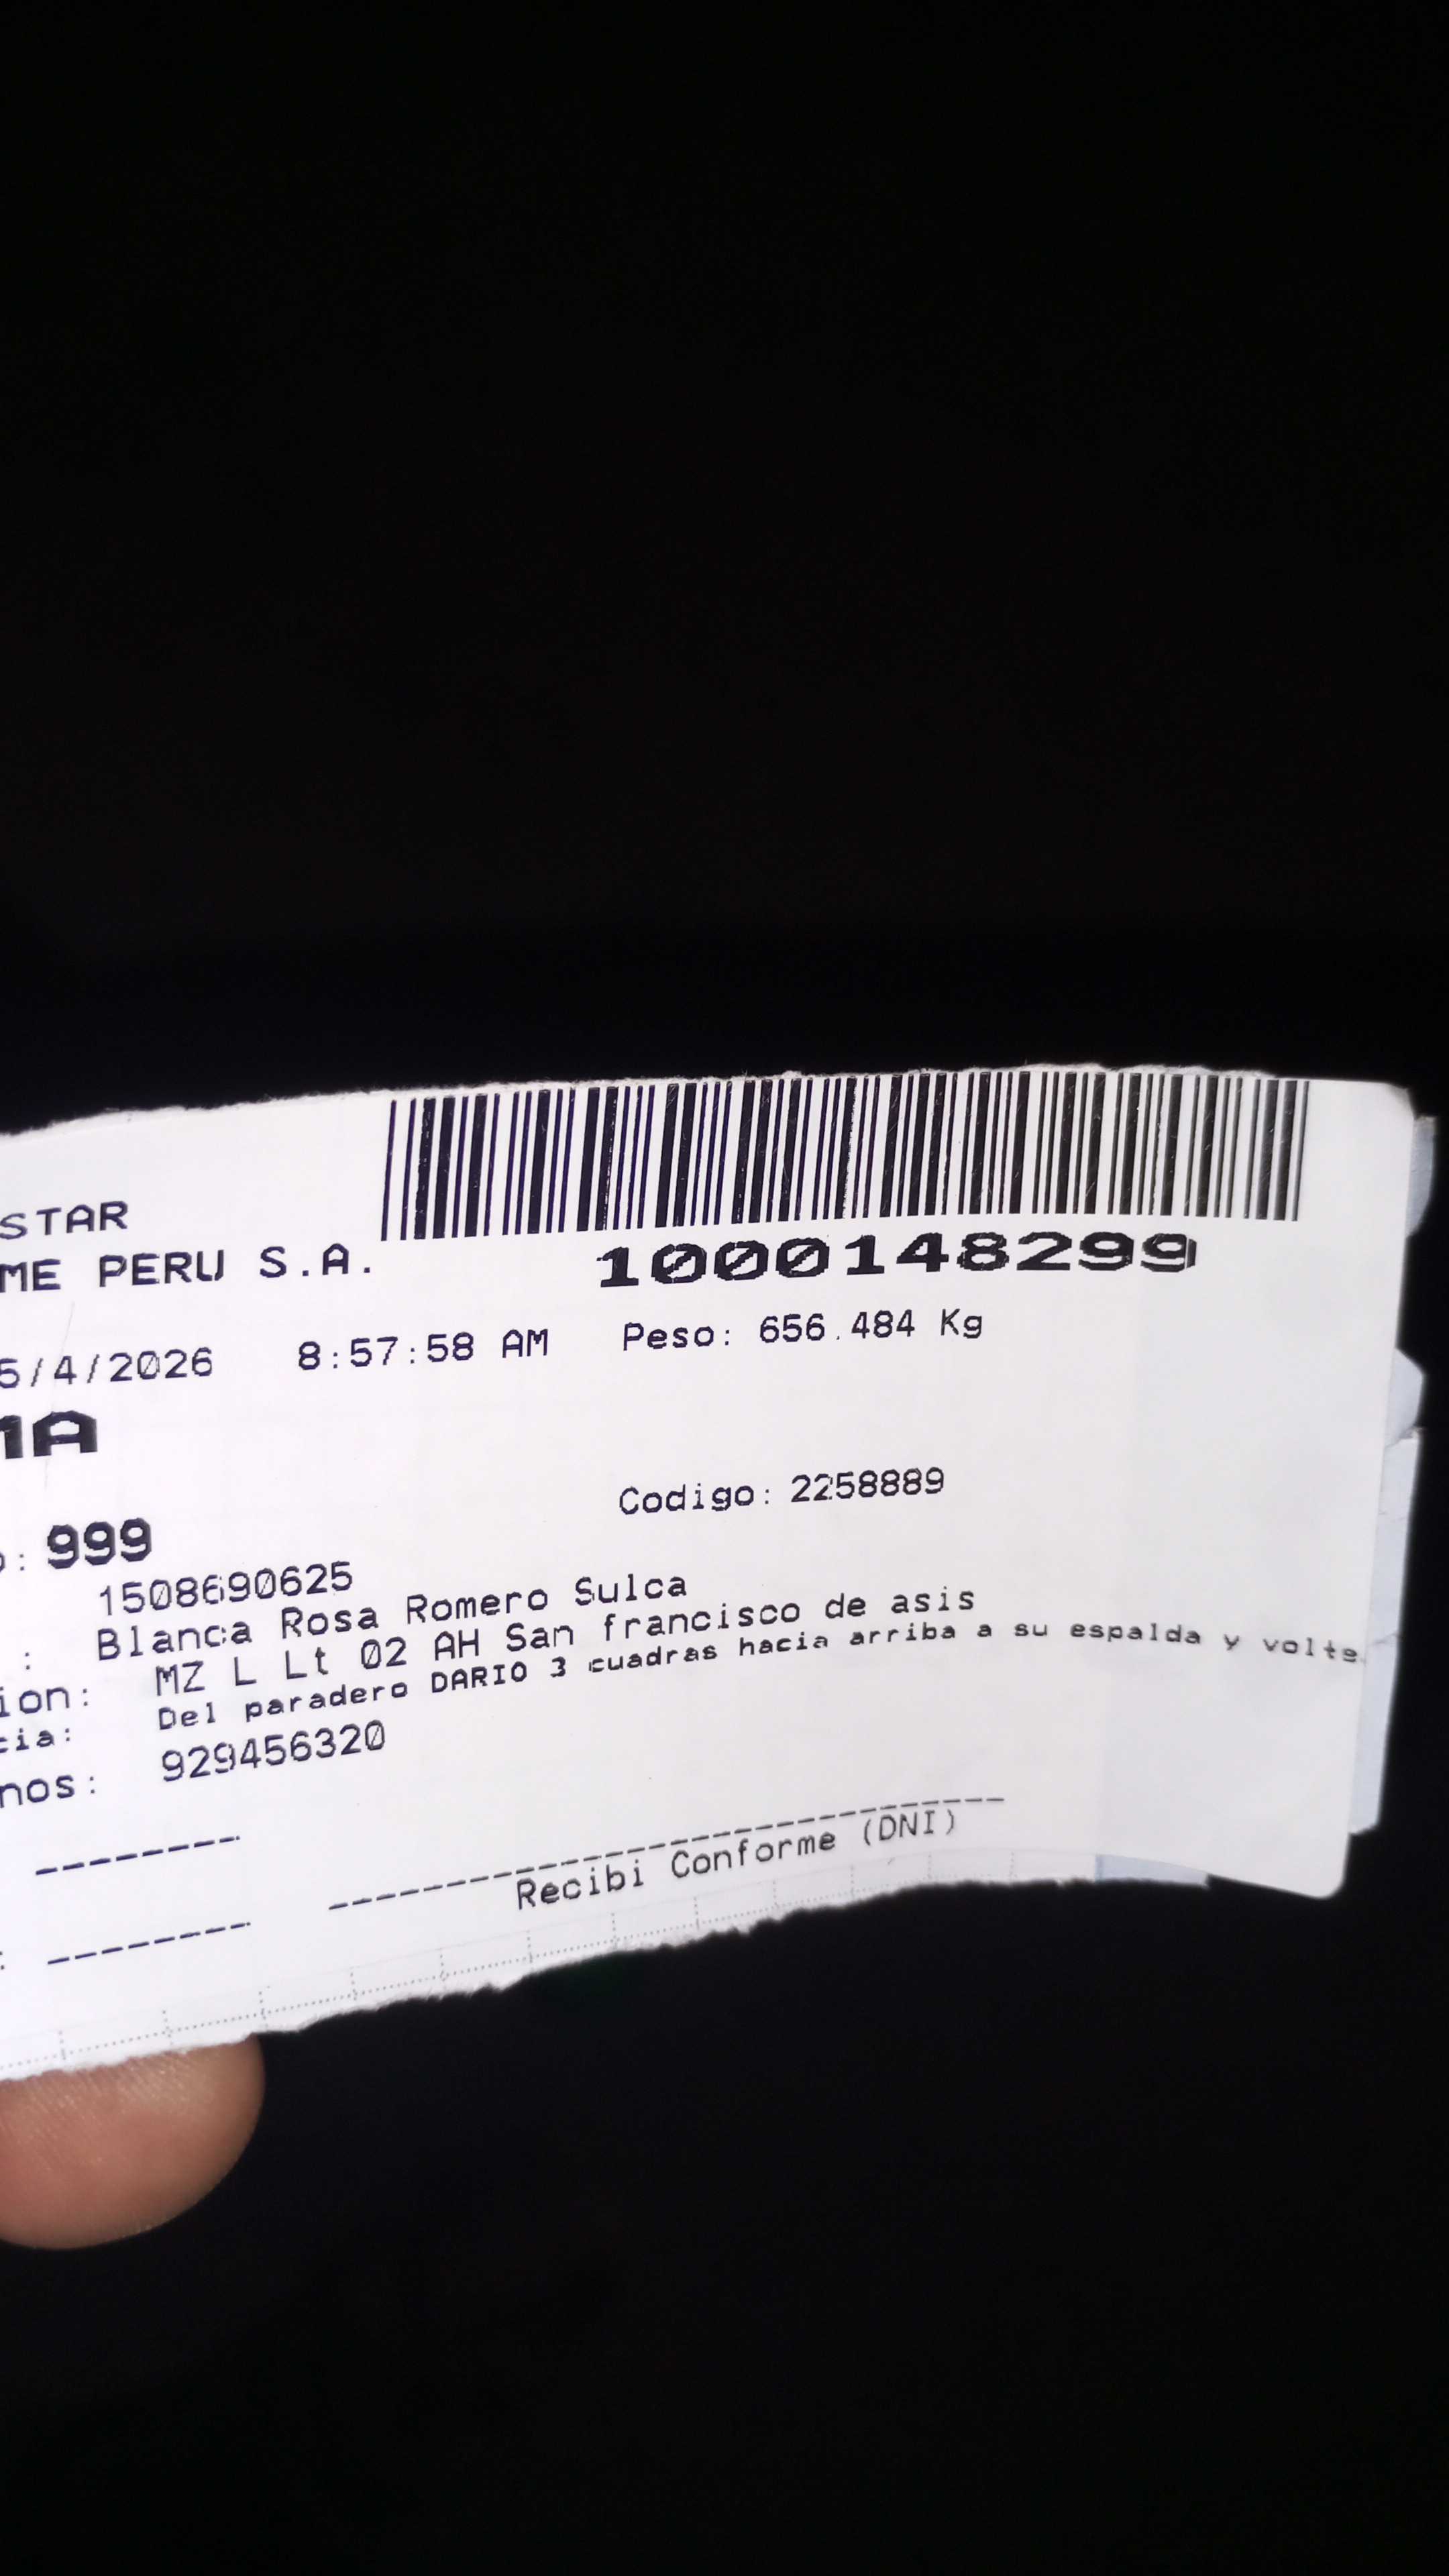 STAR
ME PERU S.A.
1000148299
5/4/2026 8:57:58 AM Peso: 656.484 Kg
MA
Codigo: 2258889
: 999
1508690625
: Blanca Rosa Romero Sulca
ion: MZ L Lt 02 AH San francisco de asis
cia: Del paradero DARIO 3 cuadras hacia arriba a su espalda y volte
nos: 929456320
Recibi Conforme (DNI)
: